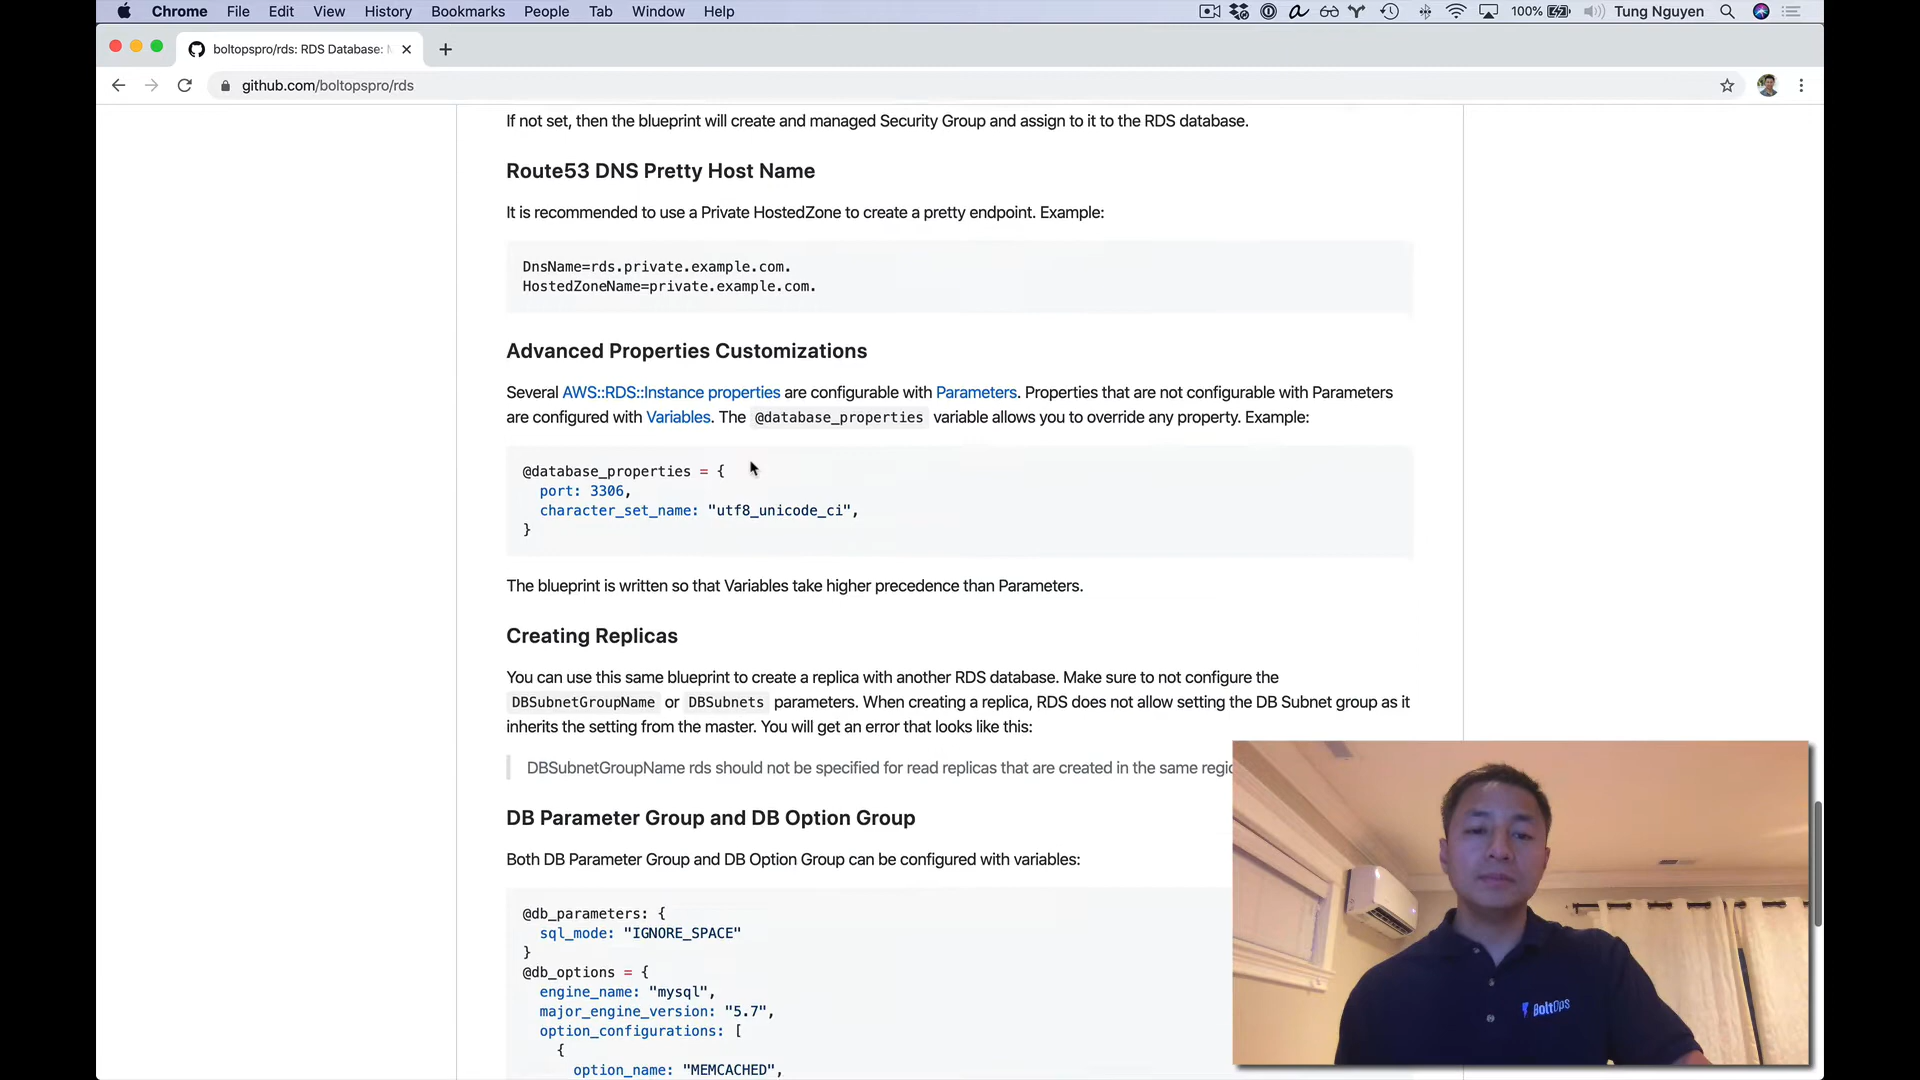 Chrome File Edit View History Bookmarks People Tab Window Help 100% Tung Nguyen
boltopspro/rds: RDS Database:
github.com/boltopspro/rds
If not set, then the blueprint will create and managed Security Group and assign to it to the RDS database.
Route53 DNS Pretty Host Name
It is recommended to use a Private HostedZone to create a pretty endpoint. Example:
DnsName=rds.private.example.com.
HostedZoneName=private.example.com.
Advanced Properties Customizations
Several AWS::RDS::Instance properties are configurable with Parameters. Properties that are not configurable with Parameters
are configured with Variables. The @database_properties variable allows you to override any property. Example:
@database_properties = {
port: 3306,
character_set_name: "utf8_unicode_ci",
}
The blueprint is written so that Variables take higher precedence than Parameters.
Creating Replicas
You can use this same blueprint to create a replica with another RDS database. Make sure to not configure the
DBSubnetGroupName or DBSubnets parameters. When creating a replica, RDS does not allow setting the DB Subnet group as it
inherits the setting from the master. You will get an error that looks like this:
DBSubnetGroupName rds should not be specified for read replicas that are created in the same regio
DB Parameter Group and DB Option Group
Both DB Parameter Group and DB Option Group can be configured with variables:
@db_parameters: {
sql_mode: "IGNORE_SPACE"
}
@db_options = {
engine_name: "mysql",
major_engine_version: "5.7",
option_configurations: [
{
option_name: "MEMCACHED",
BoltOps